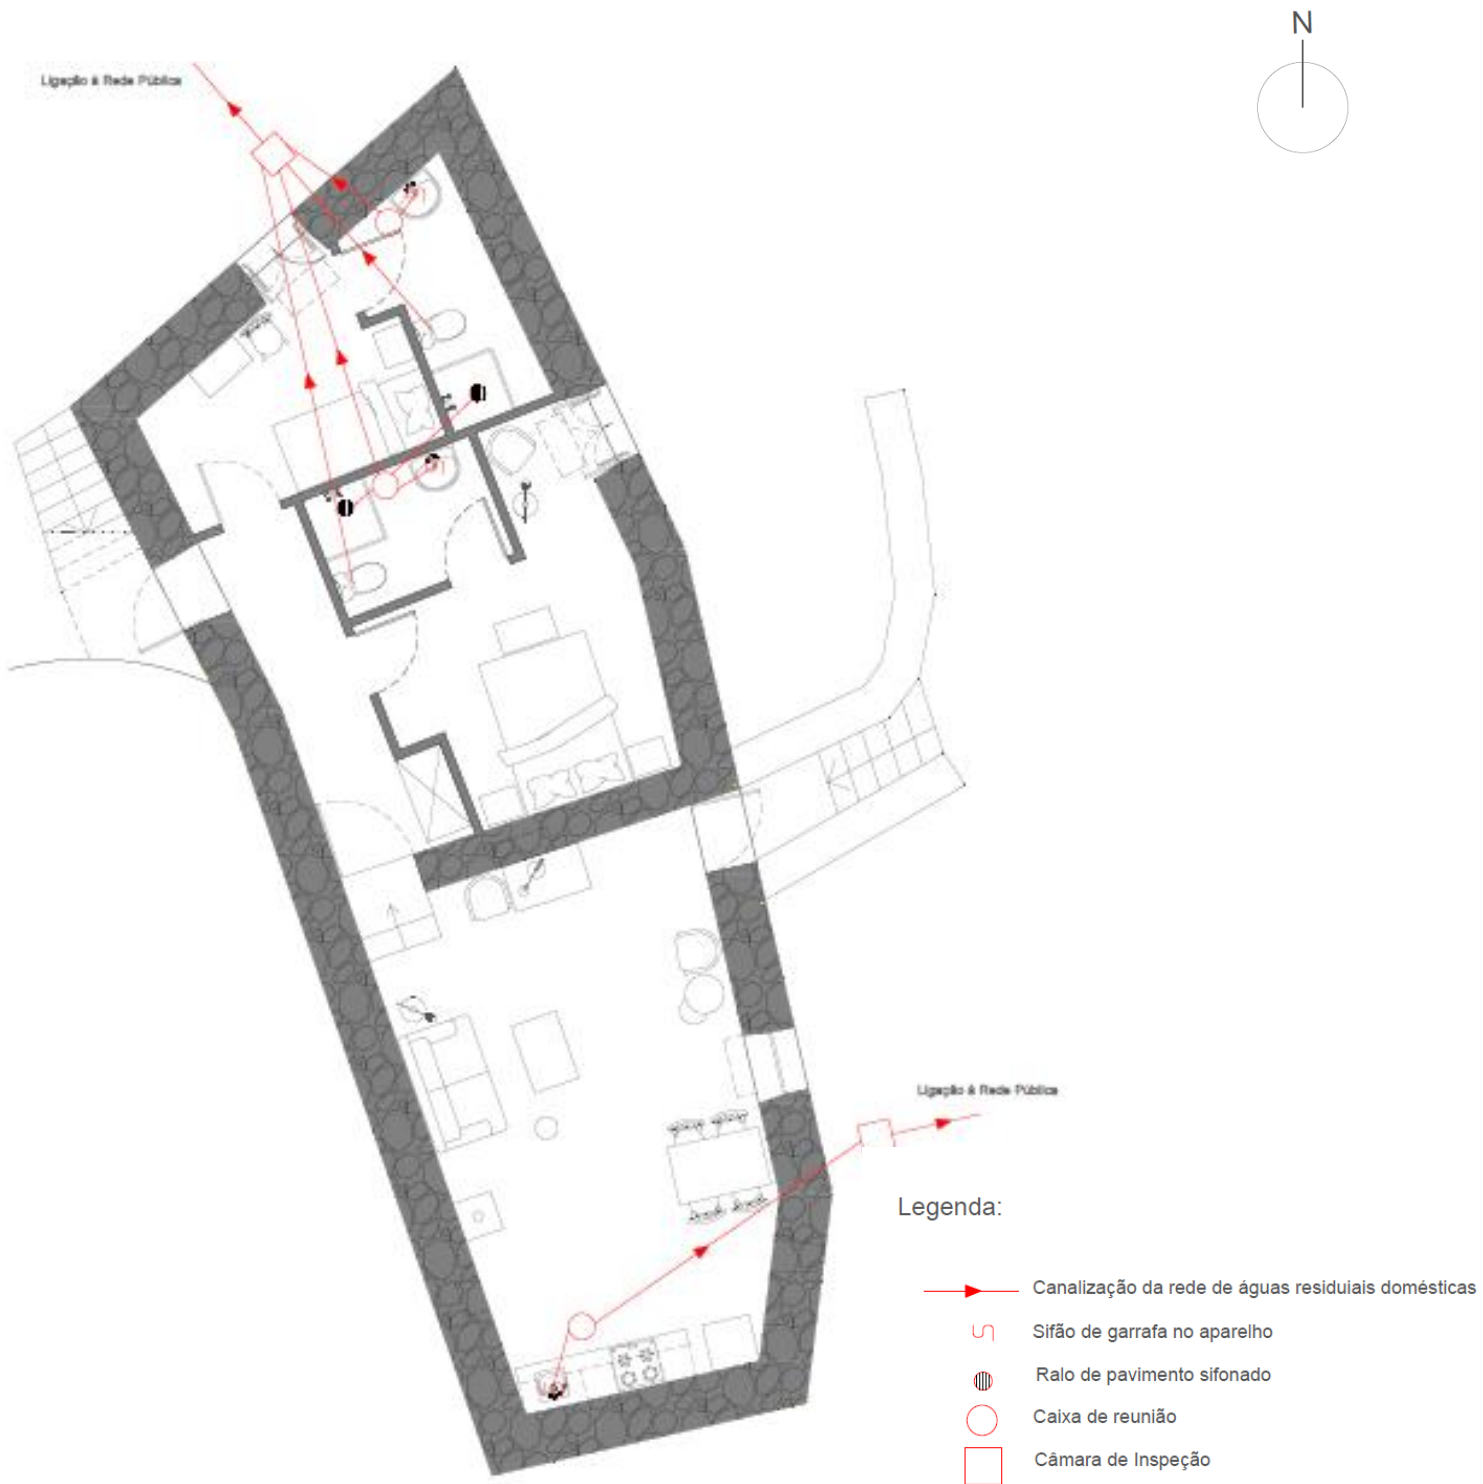 N
Ligação à Rede Pública
Ligação à Rede Pública
Legenda:
Canalização da rede de águas residuiais domésticas
Sifão de garrafa no aparelho
Ralo de pavimento sifonado
Caixa de reunião
Câmara de Inspeção